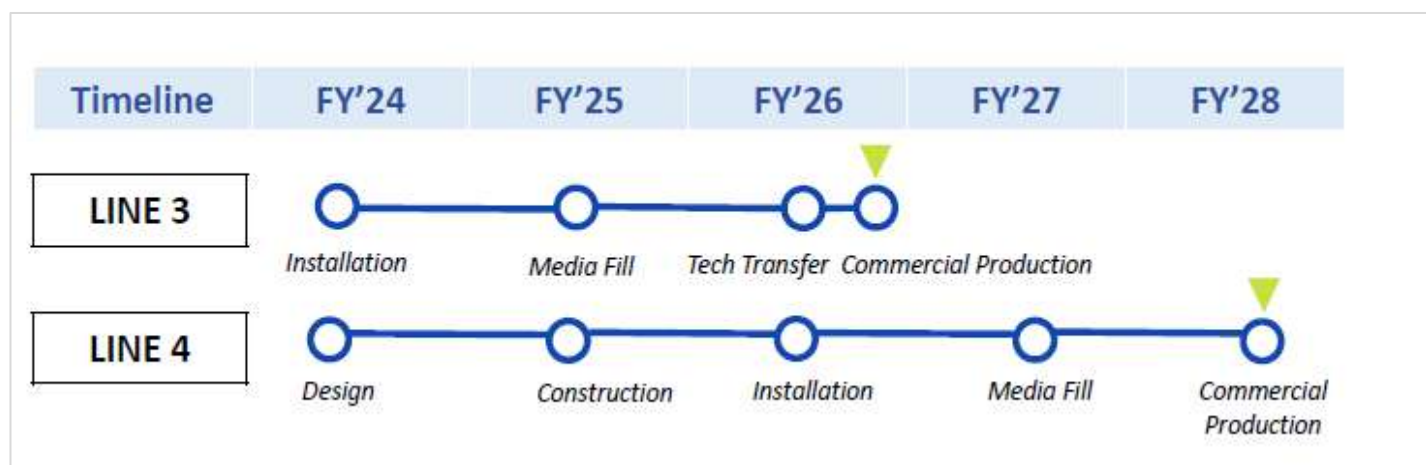 Timeline FY'24 FY'25 FY'26 FY'27 FY'28
LINE 3
Installation Media Fill Tech Transfer Commercial Production
LINE 4
Design Construction Installation Media Fill Commercial
Production